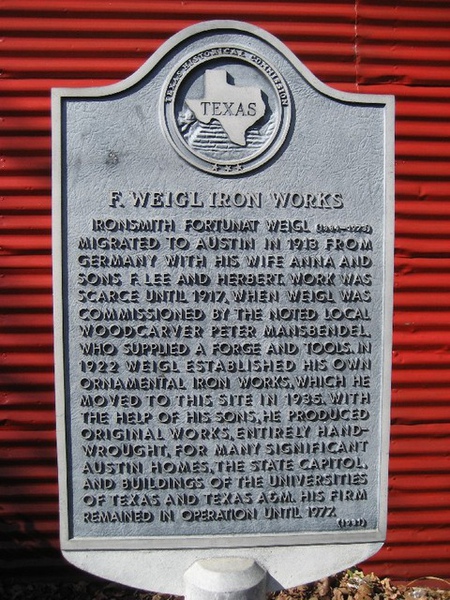 TEXAS HISTORICAL COMMISSION
TEXAS
F. WEIGL IRON WORKS
IRONSMITH FORTUNAT WEIGL
MIGRATED TO AUSTIN IN 1913 FROM
GERMANY WITH HIS WIFE ANNA AND
SONS F. LEE AND HERBERT. WORK WAS
SCARCE UNTIL 1917, WHEN WEIGL WAS
COMMISSIONED BY THE NOTED LOCAL
WOODCARVER PETER MANSBENDEL,
WHO SUPPLIED A FORGE AND TOOLS. IN
1922 WEIGL ESTABLISHED HIS OWN
ORNAMENTAL IRON WORKS, WHICH HE
MOVED TO THIS SITE IN 1935. WITH
THE HELP OF HIS SONS, HE PRODUCED
ORIGINAL WORKS, ENTIRELY HAND-
WROUGHT, FOR MANY SIGNIFICANT
AUSTIN HOMES, THE STATE CAPITOL,
AND BUILDINGS OF THE UNIVERSITIES
OF TEXAS AND TEXAS A&M. HIS FIRM
REMAINED IN OPERATION UNTIL 1977.
(1981)